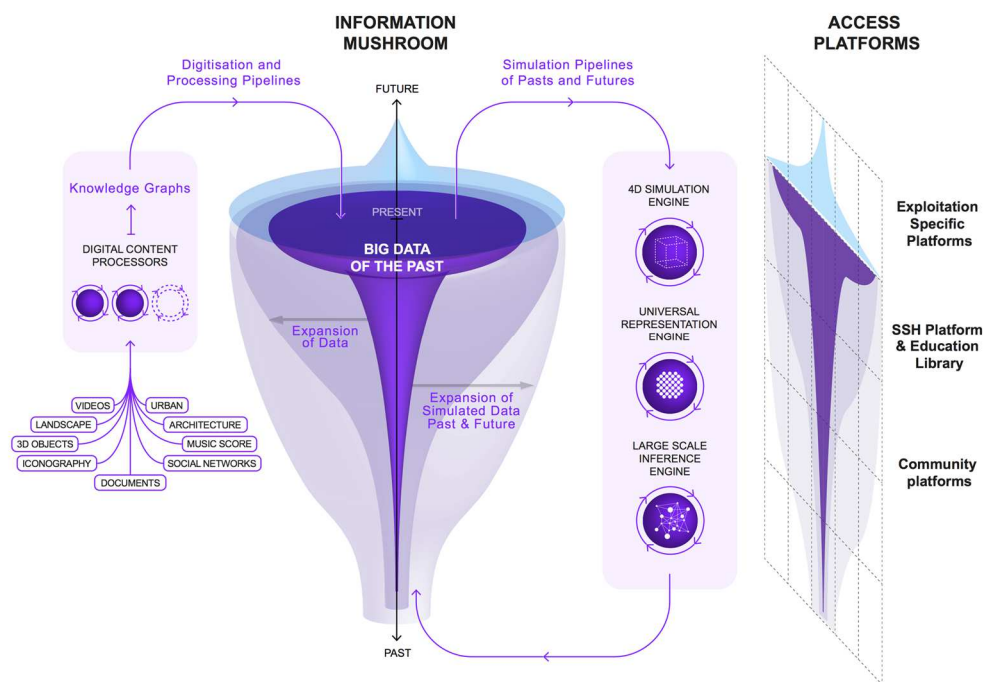 INFORMATION
MUSHROOM
ACCESS
PLATFORMS
Digitisation and
Processing Pipelines
Simulation Pipelines
of Pasts and Futures
FUTURE
Knowledge Graphs
DIGITAL CONTENT
PROCESSORS
VIDEOS
URBAN
LANDSCAPE
ARCHITECTURE
3D OBJECTS
MUSIC SCORE
ICONOGRAPHY
SOCIAL NETWORKS
DOCUMENTS
PRESENT
BIG DATA
OF THE PAST
Expansion
of Data
Expansion of
Simulated Data
Past & Future
PAST
4D SIMULATION
ENGINE
UNIVERSAL
REPRESENTATION
ENGINE
LARGE SCALE
INFERENCE
ENGINE
Exploitation
Specific
Platforms
SSH Platform
& Education
Library
Community
platforms